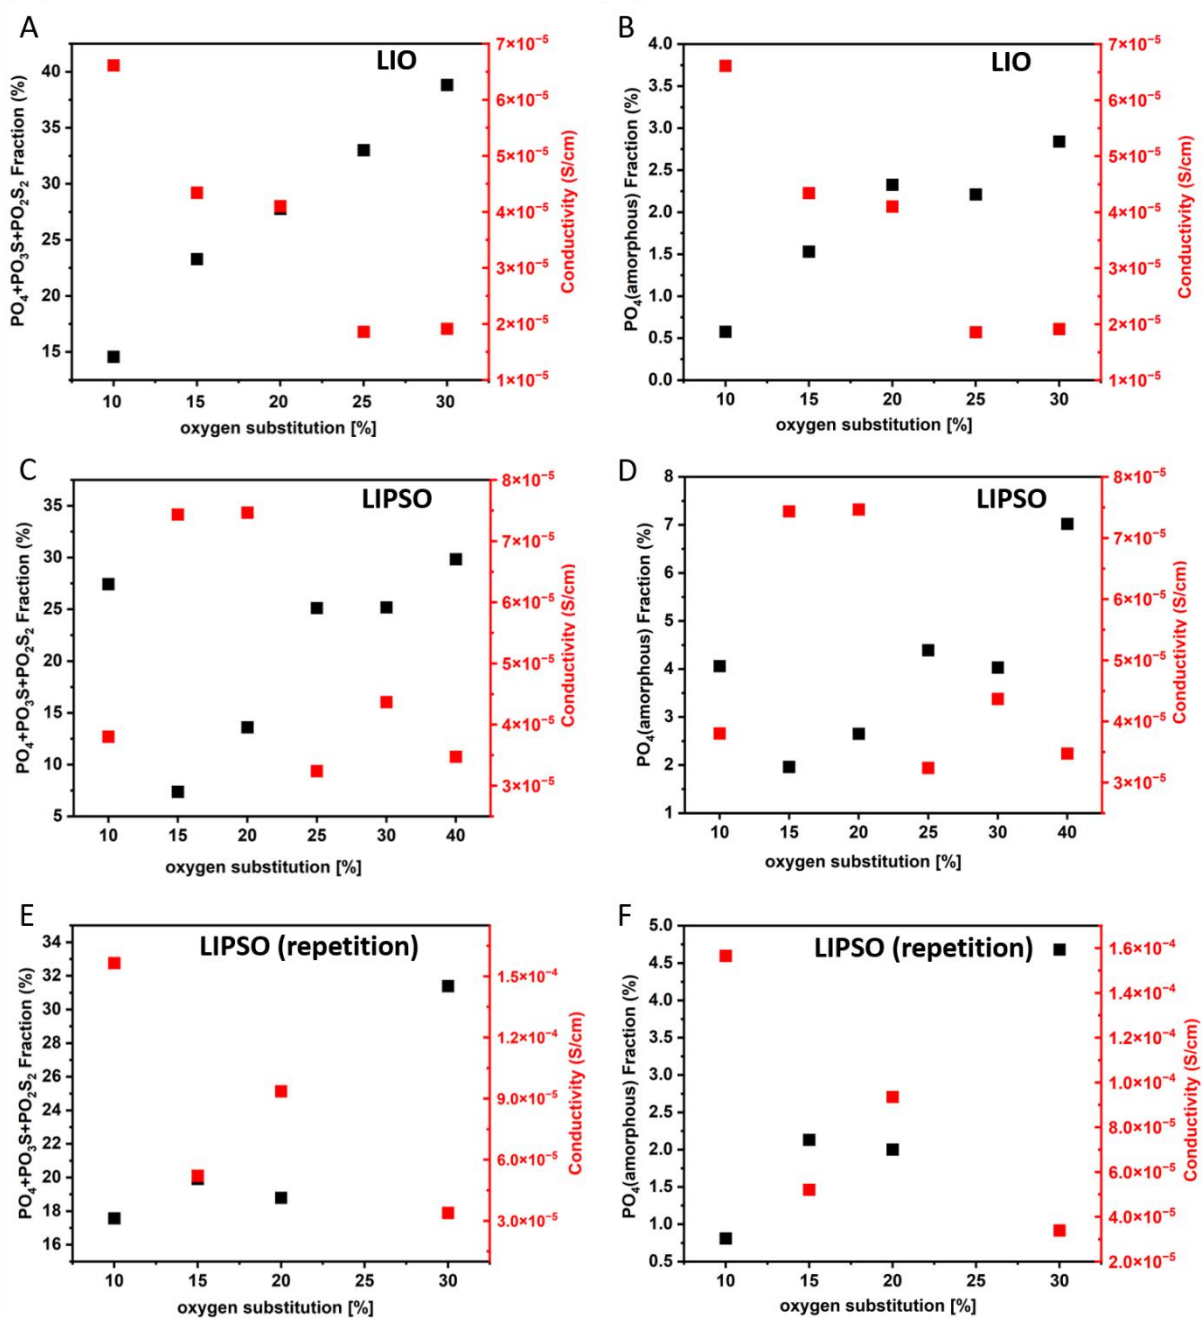 A
LIO
PO₄+PO₃S+PO₂S₂ Fraction (%)
40
35
30
25
20
15
7×10⁻⁵
6×10⁻⁵
5×10⁻⁵
4×10⁻⁵
3×10⁻⁵
2×10⁻⁵
1×10⁻⁵
Conductivity (S/cm)
10 15 20 25 30
oxygen substitution [%]
B
LIO
PO₄(amorphous) Fraction (%)
4.0
3.5
3.0
2.5
2.0
1.5
1.0
0.5
0.0
7×10⁻⁵
6×10⁻⁵
5×10⁻⁵
4×10⁻⁵
3×10⁻⁵
2×10⁻⁵
1×10⁻⁵
Conductivity (S/cm)
10 15 20 25 30
oxygen substitution [%]
C
LIPSO
PO₄+PO₃S+PO₂S₂ Fraction (%)
35
30
25
20
15
10
5
8×10⁻⁵
7×10⁻⁵
6×10⁻⁵
5×10⁻⁵
4×10⁻⁵
3×10⁻⁵
Conductivity (S/cm)
10 15 20 25 30 40
oxygen substitution [%]
D
LIPSO
PO₄(amorphous) Fraction (%)
8
7
6
5
4
3
2
1
8×10⁻⁵
7×10⁻⁵
6×10⁻⁵
5×10⁻⁵
4×10⁻⁵
3×10⁻⁵
Conductivity (S/cm)
10 15 20 25 30 40
oxygen substitution [%]
E
LIPSO (repetition)
PO₄+PO₃S+PO₂S₂ Fraction (%)
34
32
30
28
26
24
22
20
18
16
1.5×10⁻⁴
1.2×10⁻⁴
9.0×10⁻⁵
6.0×10⁻⁵
3.0×10⁻⁵
Conductivity (S/cm)
10 15 20 30
oxygen substitution [%]
F
LIPSO (repetition)
PO₄(amorphous) Fraction (%)
5.0
4.5
4.0
3.5
3.0
2.5
2.0
1.5
1.0
0.5
1.6×10⁻⁴
1.4×10⁻⁴
1.2×10⁻⁴
1.0×10⁻⁴
8.0×10⁻⁵
6.0×10⁻⁵
4.0×10⁻⁵
2.0×10⁻⁵
Conductivity (S/cm)
10 15 20 30
oxygen substitution [%]